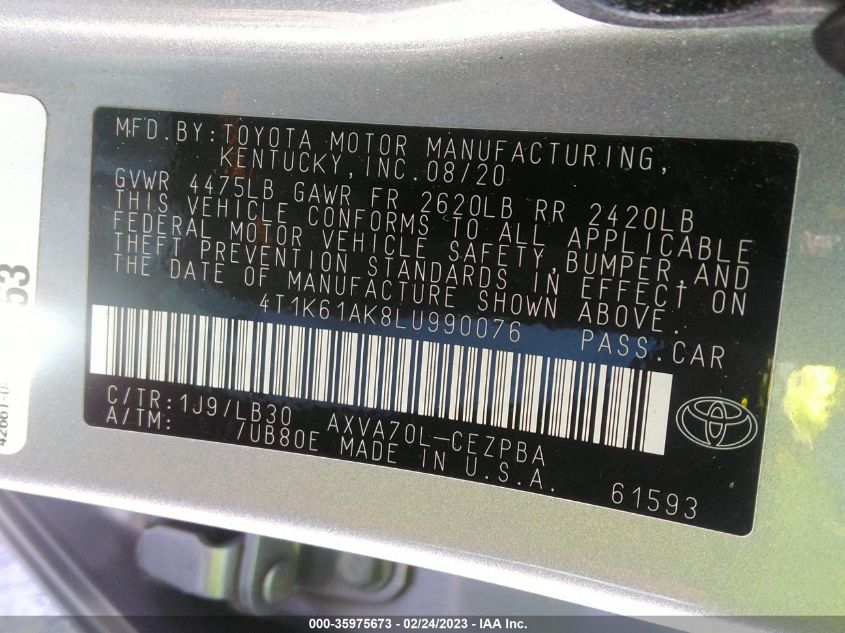 MFD.BY:TOYOTA MOTOR MANUFACTURING,
KENTUCKY,INC.08/20
GVWR 4475LB GAWR FR 2620LB RR 2420LB
THIS VEHICLE CONFORMS TO ALL APPLICABLE
FEDERAL MOTOR VEHICLE SAFETY,BUMPER,AND
THEFT PREVENTION STANDARDS IN EFFECT ON
THE DATE OF MANUFACTURE SHOWN ABOVE.
4T1K61AK8LU990076 PASS.CAR
C/TR:1J9/LB30 AXVA70L-CEZPBA
A/TM: 7UB80E MADE IN U.S.A.
61593
53
000-35975673 - 02/24/2023 - IAA Inc.